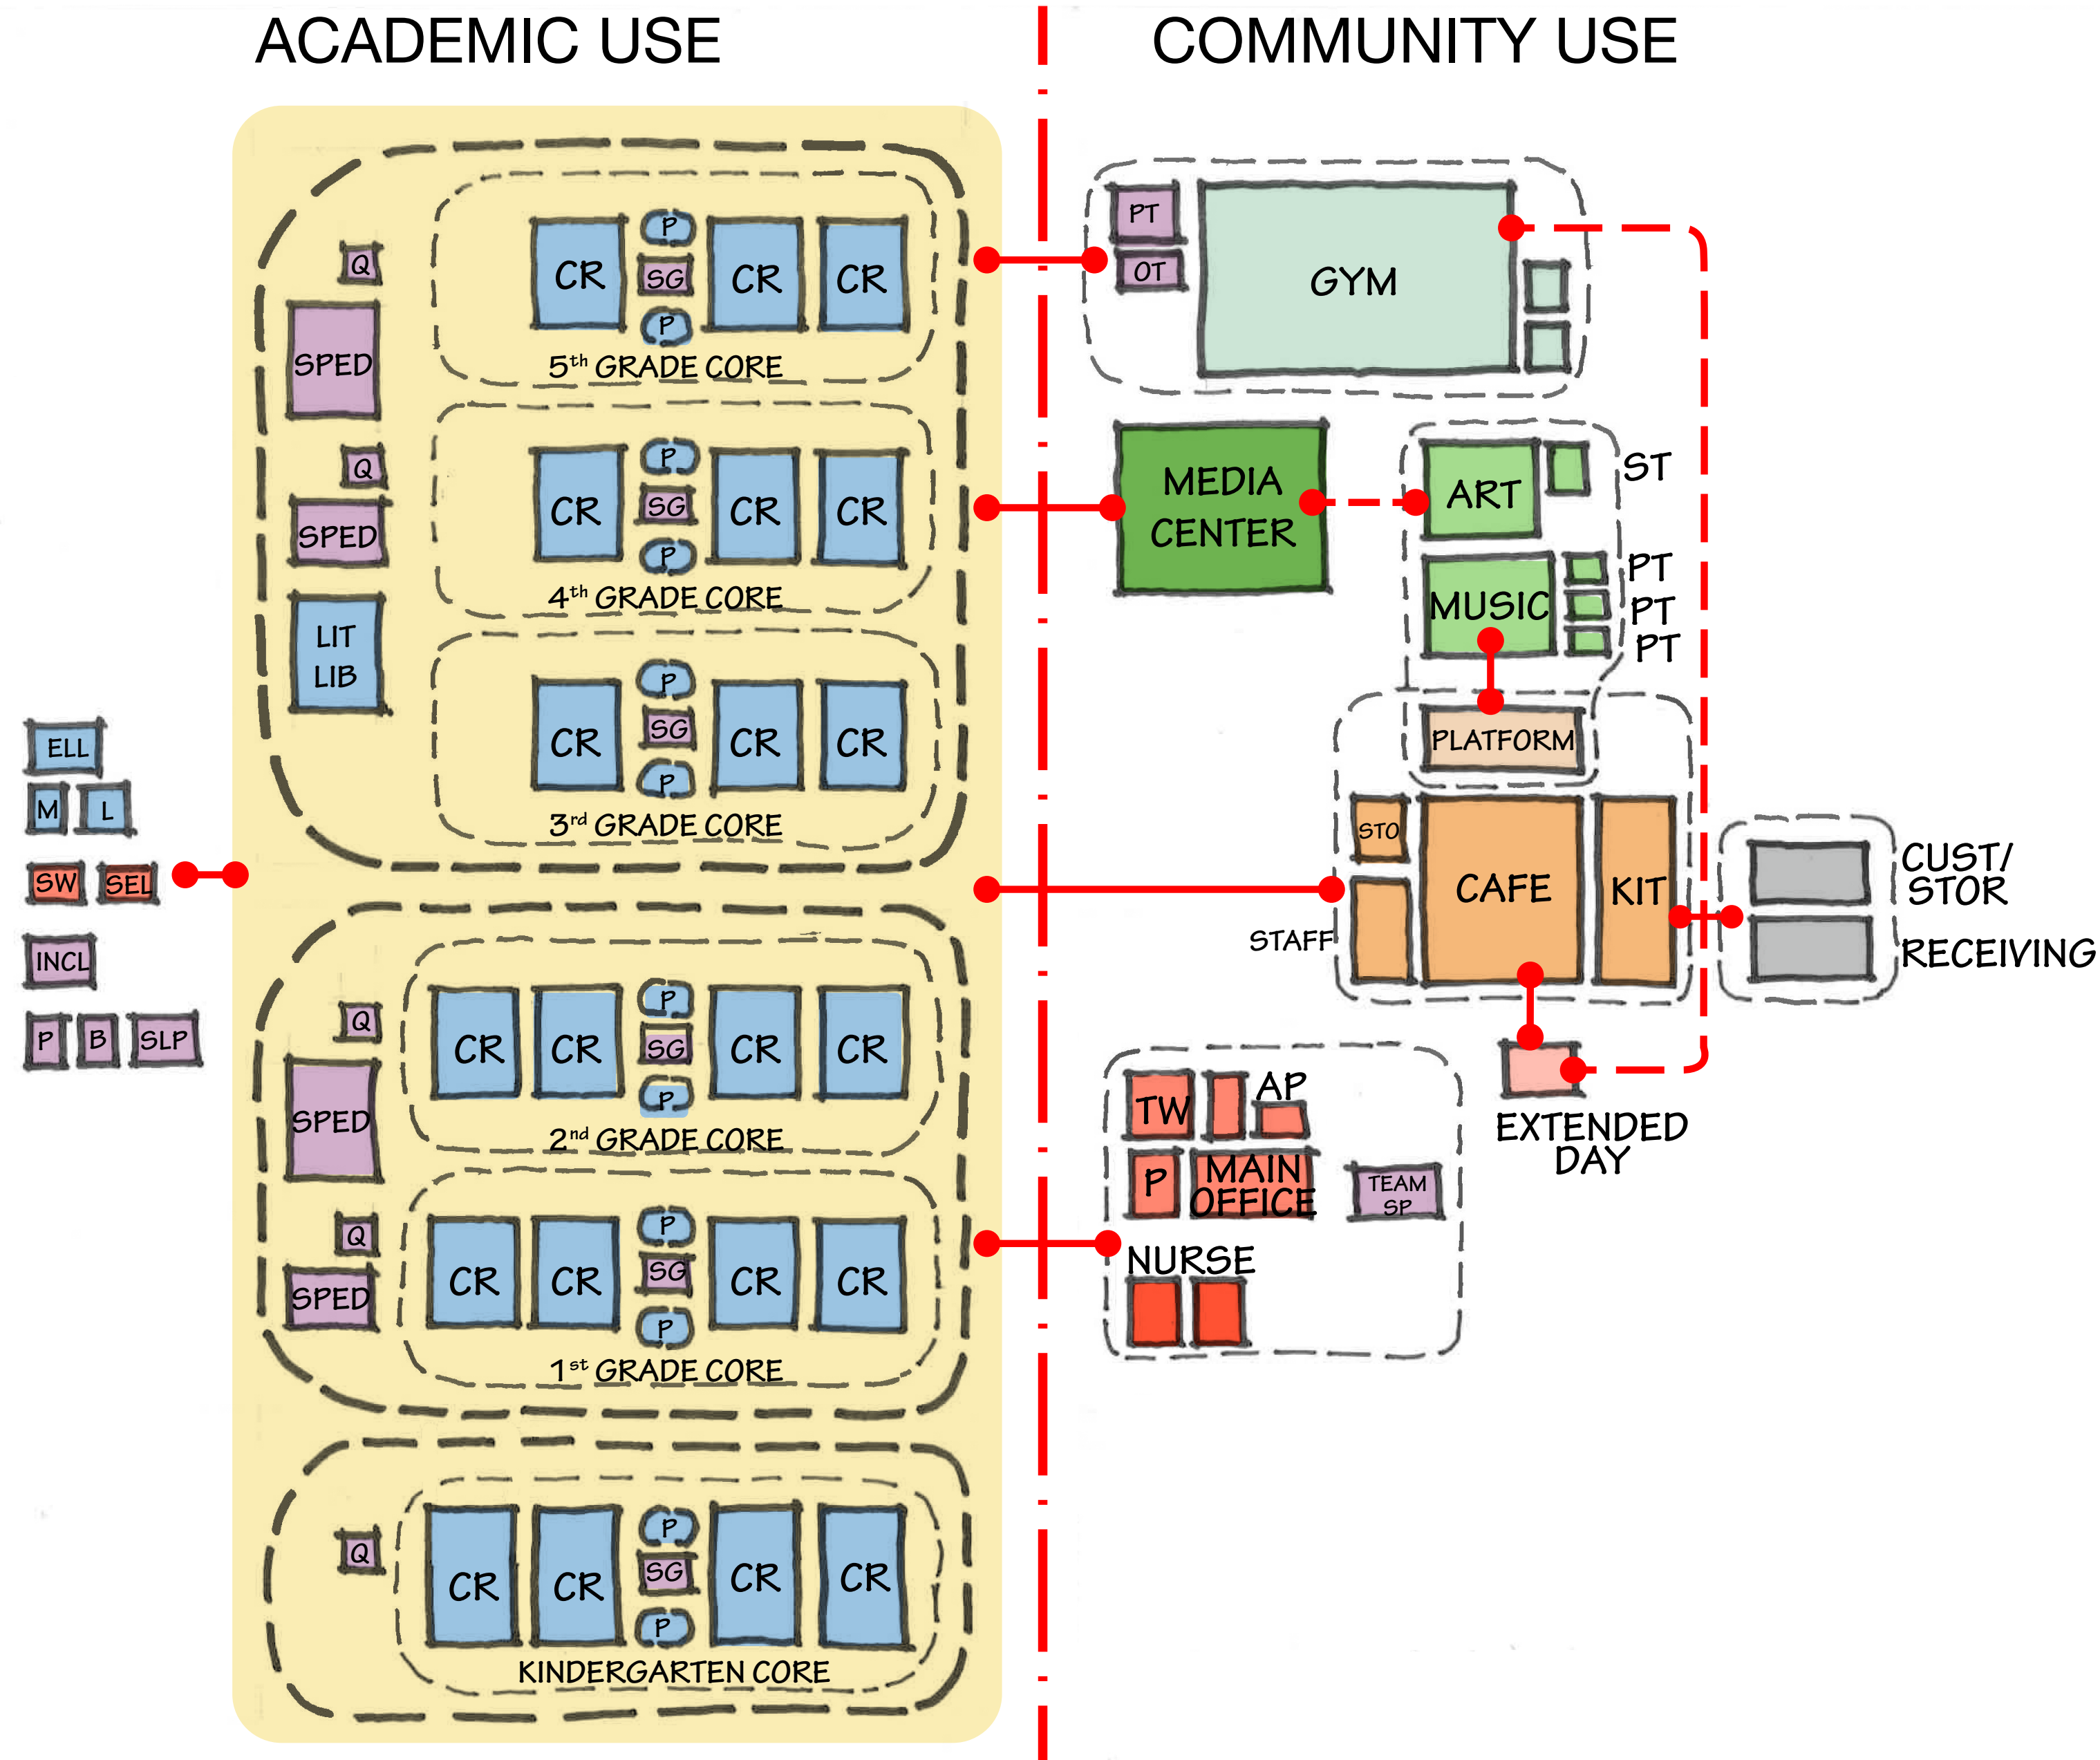 ACADEMIC USE
COMMUNITY USE
Q
SPED
Q
SPED
LIT
LIB
CR
P
SG
P
CR
CR
5th GRADE CORE
CR
P
SG
P
CR
CR
4th GRADE CORE
CR
P
SG
P
CR
CR
3rd GRADE CORE
ELL
M
L
SW
SEL
INCL
P
B
SLP
Q
SPED
Q
SPED
CR
CR
P
SG
P
CR
CR
2nd GRADE CORE
CR
CR
P
SG
P
CR
CR
1st GRADE CORE
Q
CR
CR
P
SG
P
CR
CR
KINDERGARTEN CORE
PT
OT
GYM
MEDIA
CENTER
ART
ST
MUSIC
PT
PT
PT
PLATFORM
STO
CAFE
KIT
STAFF
CUST/
STOR
RECEIVING
EXTENDED
DAY
TW
AP
P
MAIN
OFFICE
TEAM
SP
NURSE